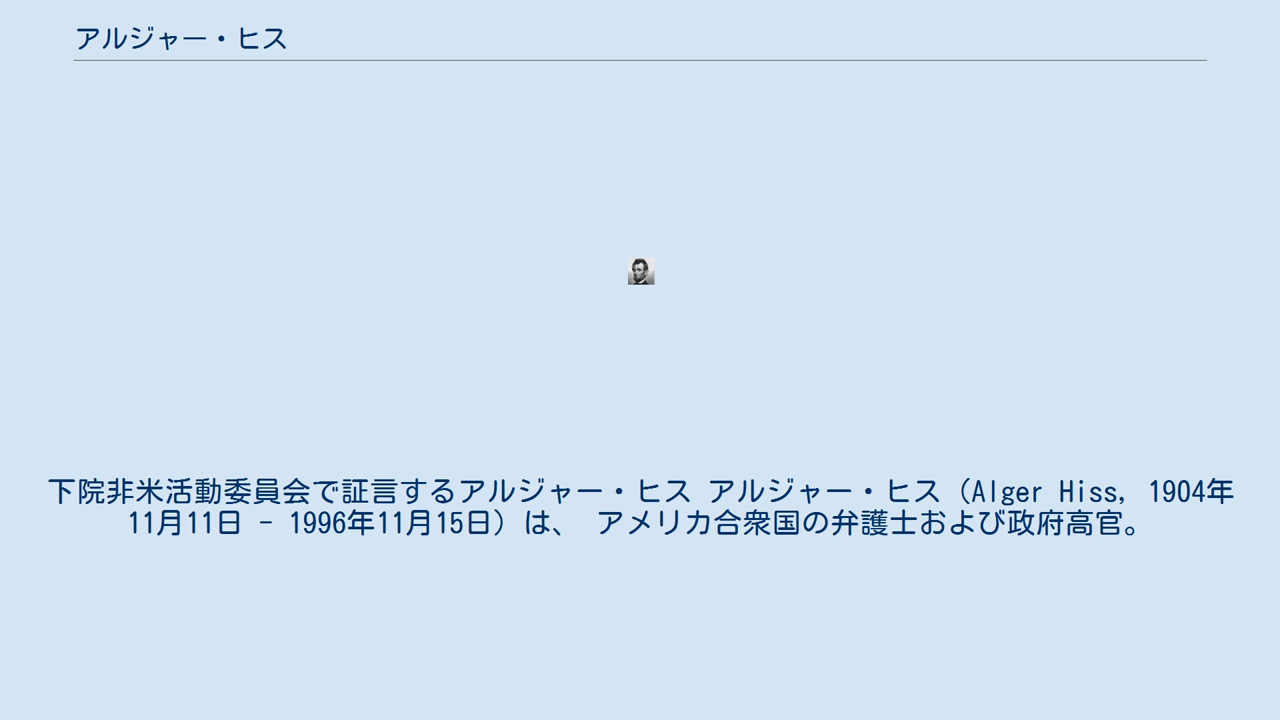 アルジャー・ヒス
下院非米活動委員会で証言するアルジャー・ヒス アルジャー・ヒス（Alger Hiss, 1904年
11月11日 - 1996年11月15日）は、 アメリカ合衆国の弁護士および政府高官。